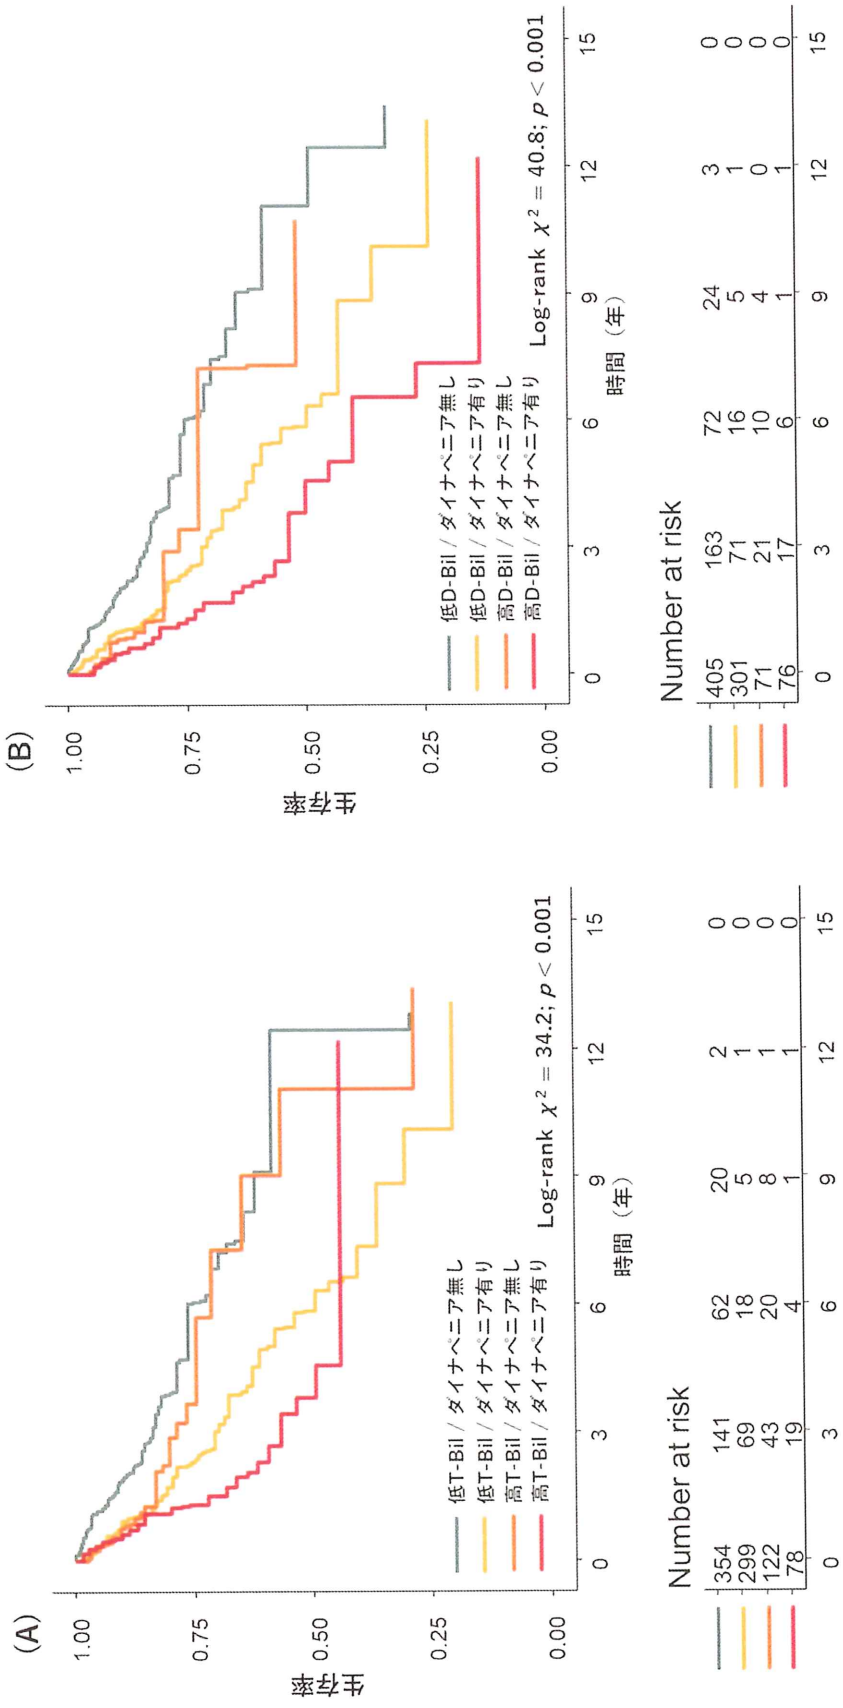 (A)
生存率
1.00
0.75
0.50
0.25
0.00
低T-Bil / ダイナペニア無し
低T-Bil / ダイナペニア有り
高T-Bil / ダイナペニア無し
高T-Bil / ダイナペニア有り
Log-rank χ² = 34.2; p < 0.001
0 3 6 9 12 15
時間（年）
Number at risk
354 141 62 20 2 0
299 69 18 5 1 0
122 43 20 8 1 0
78 19 4 1 1 0
0 3 6 9 12 15
(B)
生存率
1.00
0.75
0.50
0.25
0.00
低D-Bil / ダイナペニア無し
低D-Bil / ダイナペニア有り
高D-Bil / ダイナペニア無し
高D-Bil / ダイナペニア有り
Log-rank χ² = 40.8; p < 0.001
0 3 6 9 12 15
時間（年）
Number at risk
405 163 72 24 3 0
301 71 16 5 1 0
71 21 10 4 0 0
76 17 6 1 1 0
0 3 6 9 12 15